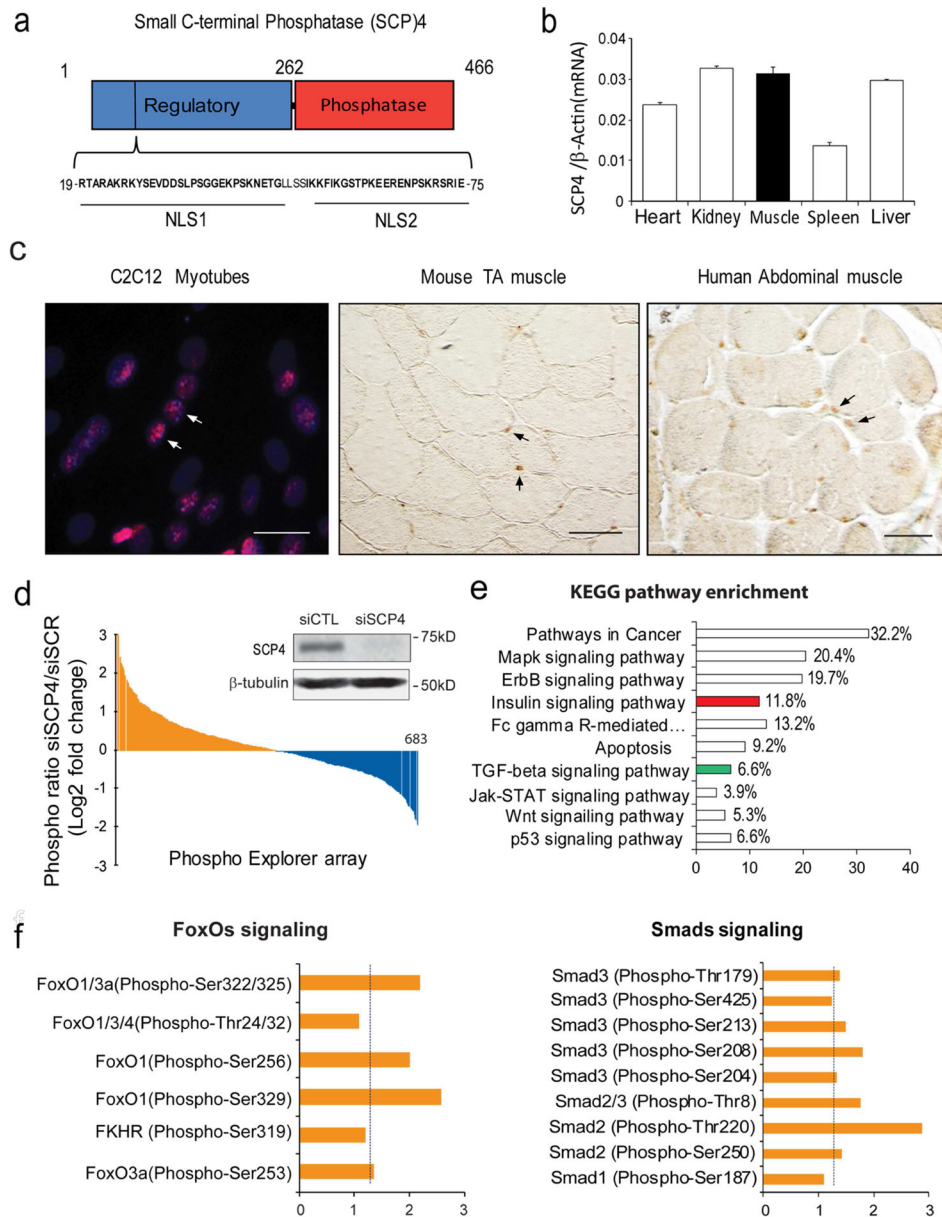 a
Small C-terminal Phosphatase (SCP)4
1 262 466
Regulatory Phosphatase
19-RTARAKRKYSEVDDSLPSGGEKPSKNETGLLSSIKKFIKGSTPKEERENPSKRSRIE-75
NLS1 NLS2
b
SCP4 /β-Actin(mRNA)
0.04
0.03
0.02
0.01
0
Heart Kidney Muscle Spleen Liver
c
C2C12 Myotubes
Mouse TA muscle
Human Abdominal muscle
d
Phospho ratio siSCP4/siSCR
(Log2 fold change)
3
2
1
0
-1
-2
-3
siCTL siSCP4
SCP4
-75kD
β-tubulin
-50kD
683
Phospho Explorer array
e
KEGG pathway enrichment
Pathways in Cancer 32.2%
Mapk signaling pathway 20.4%
ErbB signaling pathway 19.7%
Insulin signaling pathway 11.8%
Fc gamma R-mediated... 13.2%
Apoptosis 9.2%
TGF-beta signaling pathway 6.6%
Jak-STAT signaling pathway 3.9%
Wnt signailing pathway 5.3%
p53 signaling pathway 6.6%
0 10 20 30 40
f
f
FoxOs signaling
FoxO1/3a(Phospho-Ser322/325)
FoxO1/3/4(Phospho-Thr24/32)
FoxO1(Phospho-Ser256)
FoxO1(Phospho-Ser329)
FKHR (Phospho-Ser319)
FoxO3a(Phospho-Ser253)
0 1 2 3
Smads signaling
Smad3 (Phospho-Thr179)
Smad3 (Phospho-Ser425)
Smad3 (Phospho-Ser213)
Smad3 (Phospho-Ser208)
Smad3 (Phospho-Ser204)
Smad2/3 (Phospho-Thr8)
Smad2 (Phospho-Thr220)
Smad2 (Phospho-Ser250)
Smad1 (Phospho-Ser187)
0 1 2 3